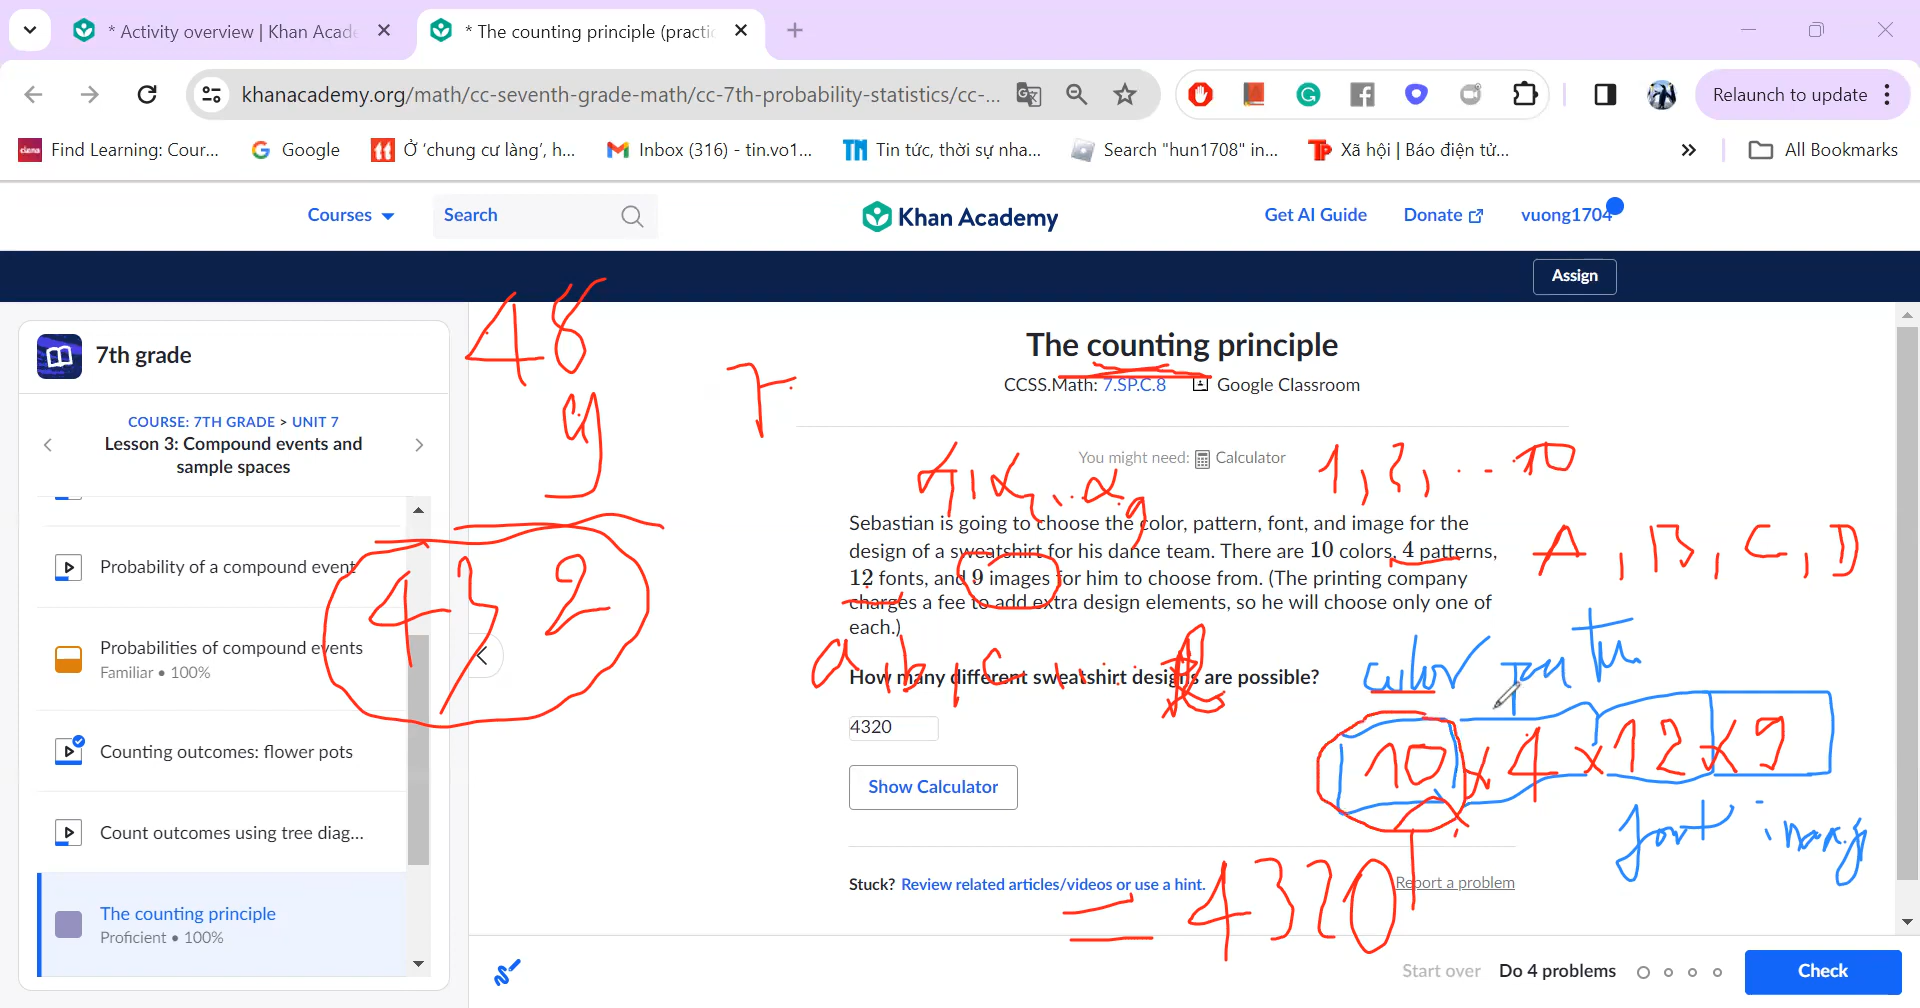 * Activity overview | Khan Acade
* The counting principle (practic
khanacademy.org/math/cc-seventh-grade-math/cc-7th-probability-statistics/cc-...
Relaunch to update
Find Learning: Cour...
Google
Ở ‘chung cư làng’, h...
Inbox (316) - tin.vo1...
Tin tức, thời sự nha...
Search "hun1708" in...
Xã hội | Báo điện tử...
All Bookmarks
Courses
Search
Khan Academy
Get AI Guide
Donate
vuong1704
Assign
7th grade
COURSE: 7TH GRADE > UNIT 7
Lesson 3: Compound events and
sample spaces
Probability of a compound event
Probabilities of compound events
Familiar • 100%
Counting outcomes: flower pots
Count outcomes using tree diag...
The counting principle
Proficient • 100%
48
9
432
The counting principle
CCSS.Math: 7.SP.C.8
Google Classroom
You might need:
Calculator
1, 2, ... 10
Sebastian is going to choose the color, pattern, font, and image for the
design of a sweatshirt for his dance team. There are 10 colors, 4 patterns,
12 fonts, and 9 images for him to choose from. (The printing company
charges a fee to add extra design elements, so he will choose only one of
each.)
A, B, C, D
a, b, c
How many different sweatshirt designs are possible?
color
4320
10 x 4 x 12 x 9
Show Calculator
font
= 4320
Stuck? Review related articles/videos or use a hint.
Report a problem
Start over
Do 4 problems
Check